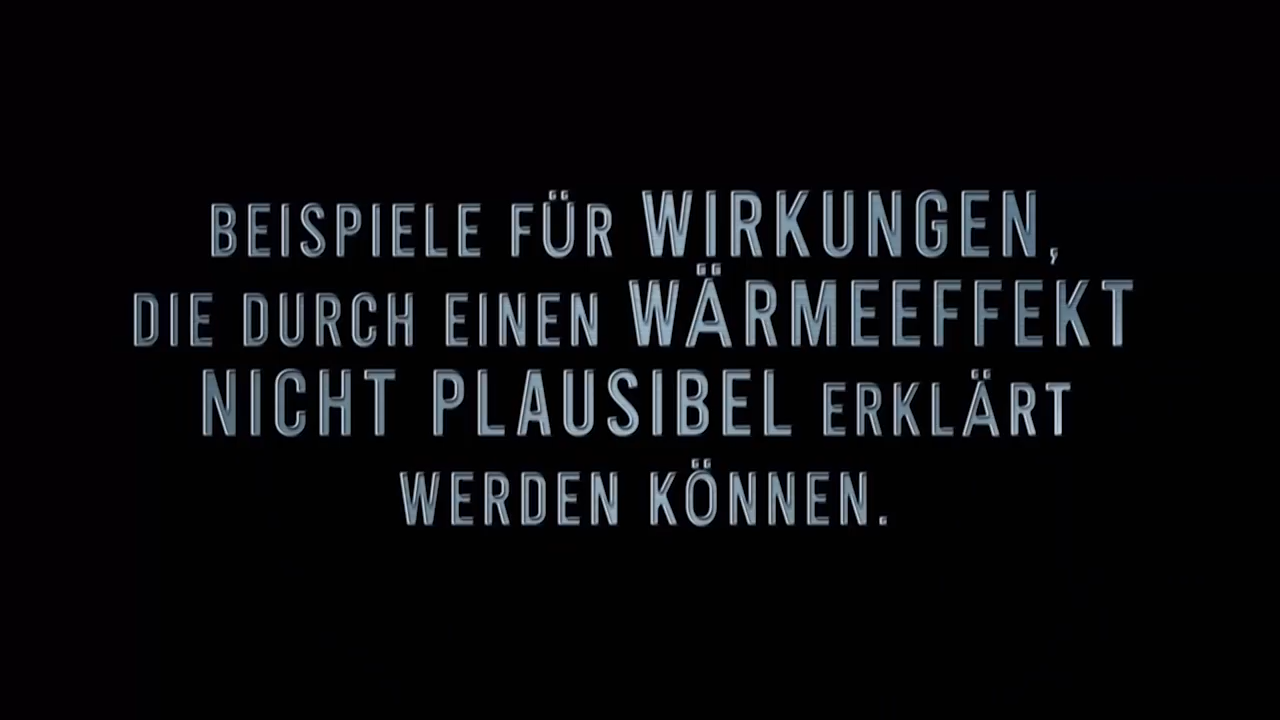 BEISPIELE FÜR WIRKUNGEN,
DIE DURCH EINEN WÄRMEEFFEKT
NICHT PLAUSIBEL ERKLÄRT
WERDEN KÖNNEN.